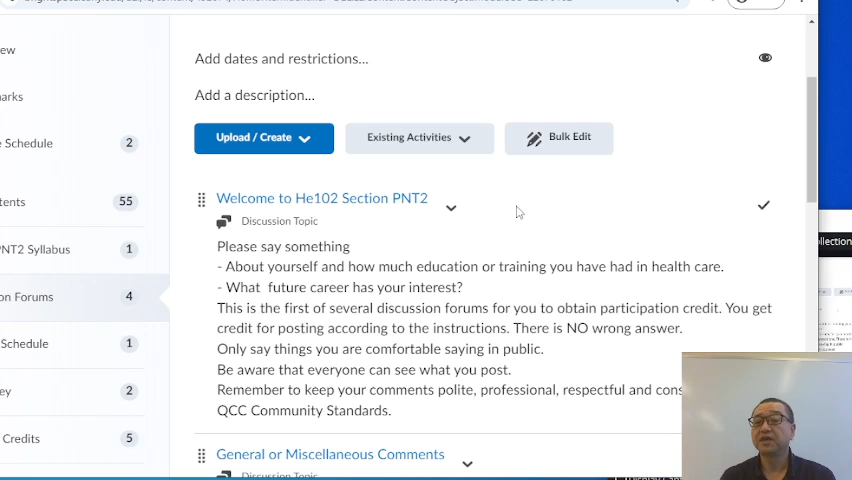 Add dates and restrictions...
Add a description...
Upload / Create
Existing Activities
Bulk Edit
ew
arks
Schedule 2
tents 55
PNT2 Syllabus 1
on Forums 4
Schedule 1
ey 2
Credits 5
Welcome to He102 Section PNT2
Discussion Topic
Please say something
- About yourself and how much education or training you have had in health care.
- What future career has your interest?
This is the first of several discussion forums for you to obtain participation credit. You get
credit for posting according to the instructions. There is NO wrong answer.
Only say things you are comfortable saying in public.
Be aware that everyone can see what you post.
Remember to keep your comments polite, professional, respectful and cons
QCC Community Standards.
General or Miscellaneous Comments
Discussion Topic
ollection